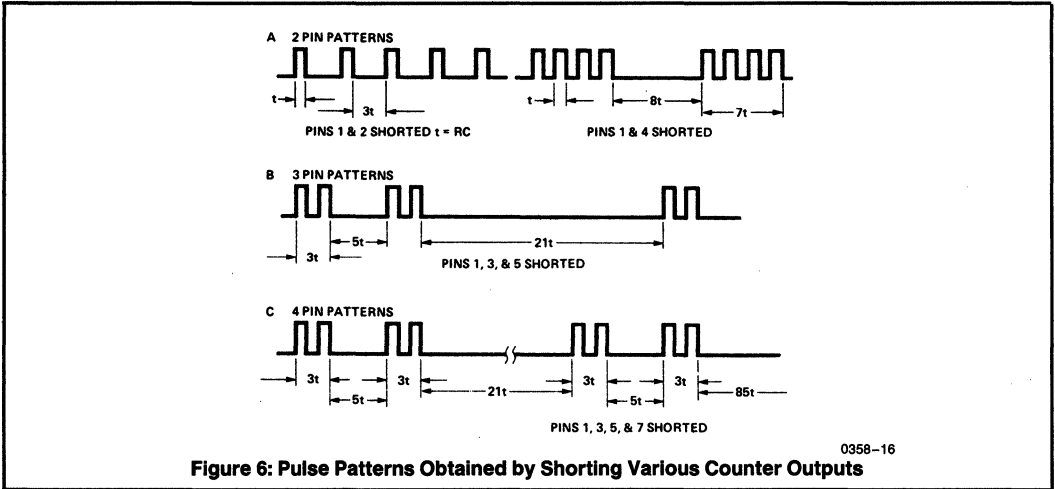 A 2 PIN PATTERNS
t
3t
t
8t
7t
PINS 1 & 2 SHORTED t = RC
PINS 1 & 4 SHORTED
B 3 PIN PATTERNS
3t
5t
21t
PINS 1, 3, & 5 SHORTED
C 4 PIN PATTERNS
3t
5t
3t
21t
3t
5t
3t
85t
PINS 1, 3, 5, & 7 SHORTED
0358–16
Figure 6: Pulse Patterns Obtained by Shorting Various Counter Outputs